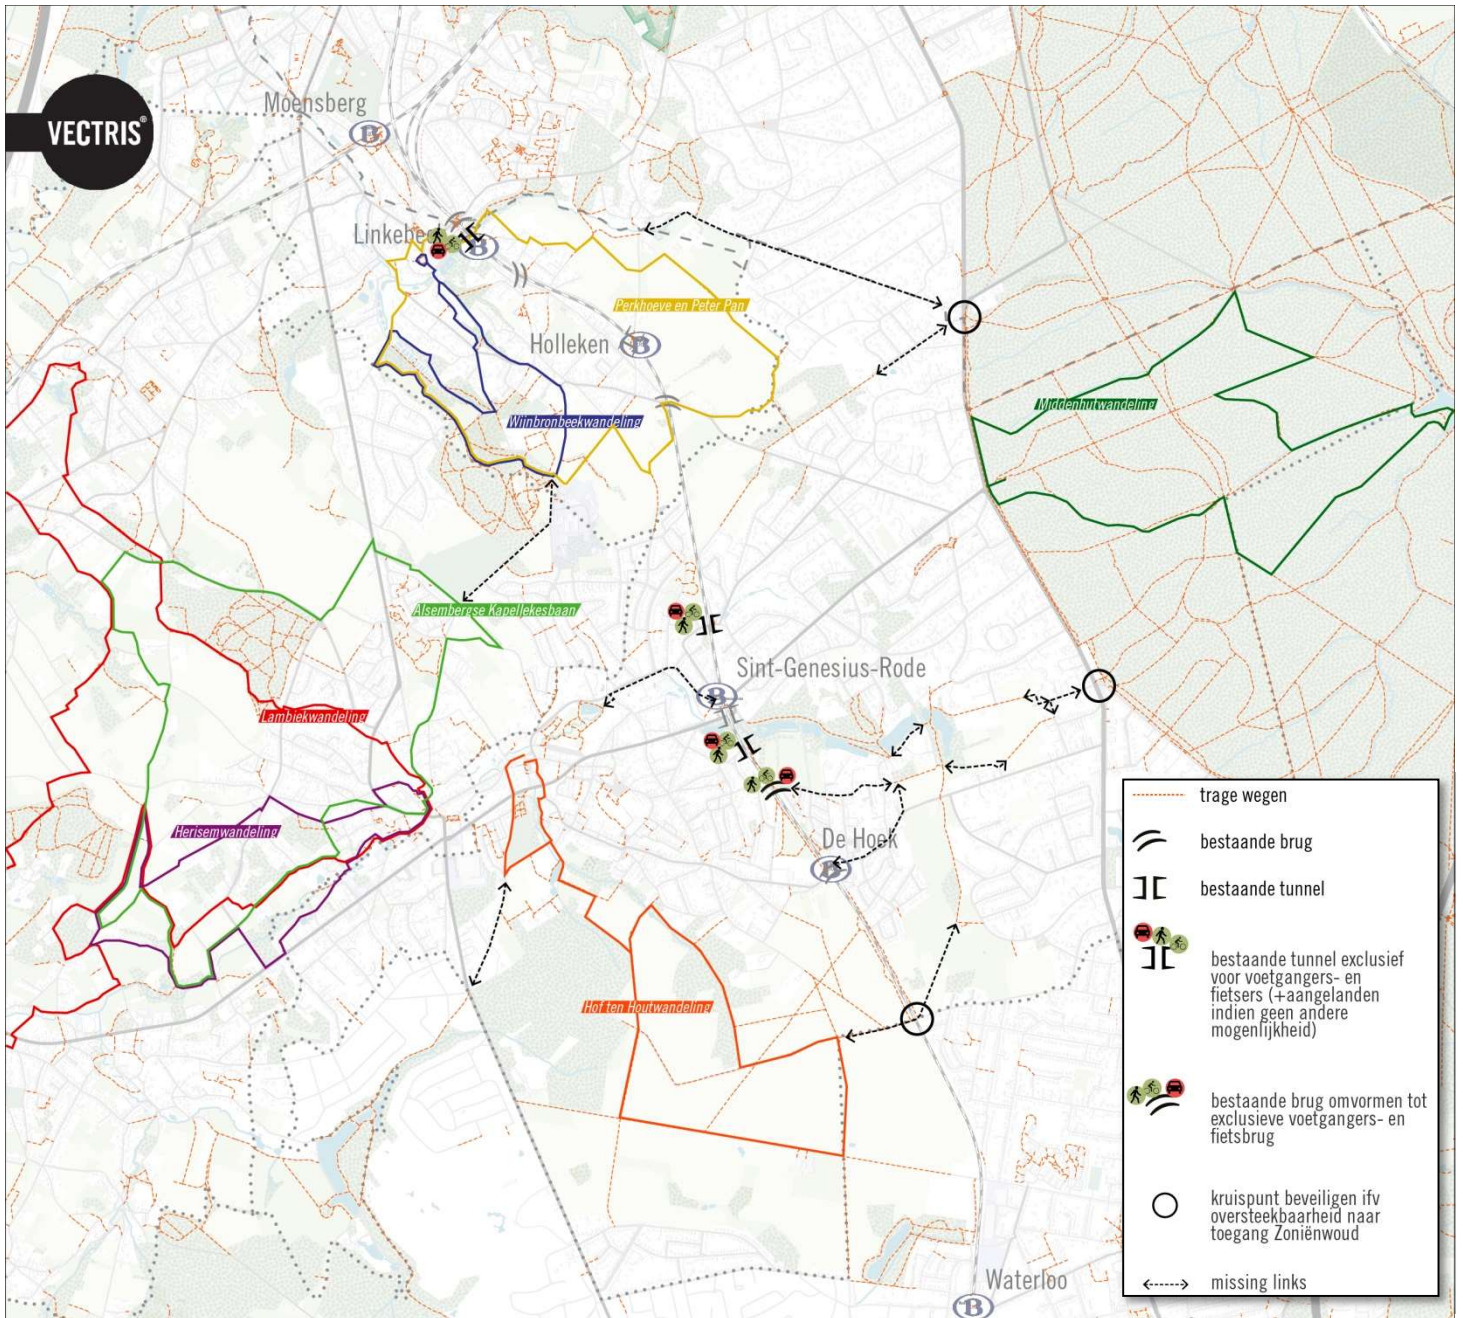 VECTRIS®
Moensberg
B
Linkebee
B
Perkhoeve en Peter Pan
Holleken
B
Middenhutwandeling
Wijnbronbeekwandeling
Alsembergse Kapellekesbaan
Sint-Genesius-Rode
B
Lambiekwandeling
Herisemwandeling
De Hoek
B
Hof ten Houtwandeling
Waterloo
B
trage wegen
bestaande brug
bestaande tunnel
bestaande tunnel exclusief
voor voetgangers- en
fietsers (+aangelanden
indien geen andere
mogenlijkheid)
bestaande brug omvormen tot
exclusieve voetgangers- en
fietsbrug
kruispunt beveiligen ifv
oversteekbaarheid naar
toegang Zoniënwoud
missing links